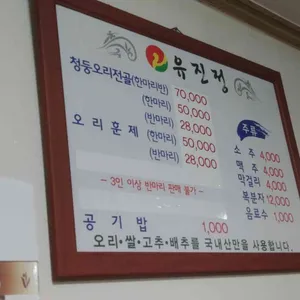 유진정
청둥오리전골(한마리반) 70,000
(한마리) 50,000
(반마리) 28,000
오리훈제 (한마리) 50,000
(반마리) 28,000
- 3인 이상 반마리 판매 불가 -
공기밥 1,000
주류
소주 4,000
맥주 4,000
막걸리 4,000
복분자 12,000
음료수 1,000
오리·쌀·고추·배추를 국내산만을 사용합니다.